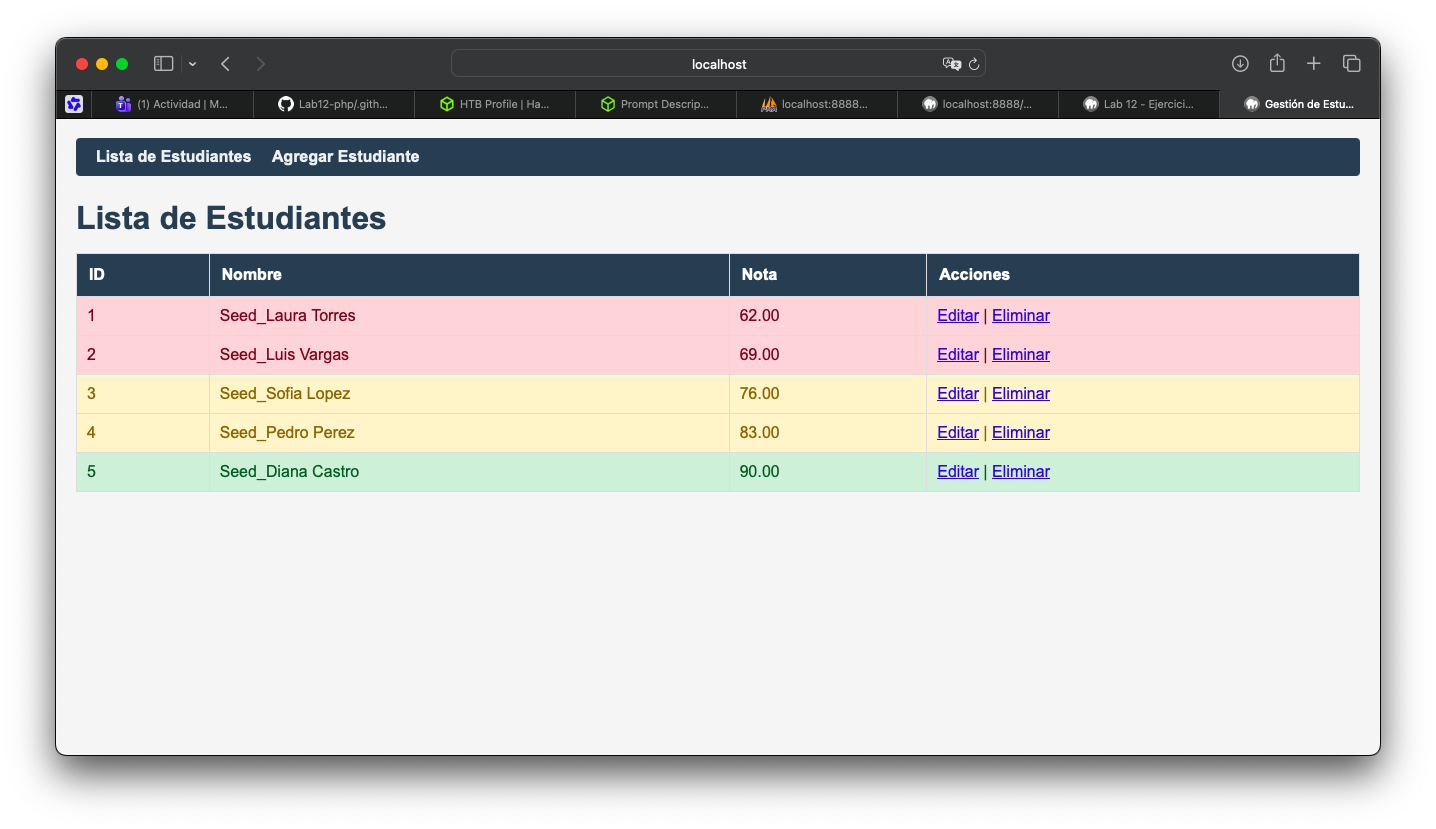 localhost
(1) Actividad | M...
Lab12-php/.gith...
HTB Profile | Ha...
Prompt Descrip...
localhost:8888...
localhost:8888/...
Lab 12 - Ejercici...
Gestión de Estu...
Lista de Estudiantes Agregar Estudiante
Lista de Estudiantes
ID Nombre Nota Acciones
1 Seed_Laura Torres 62.00 Editar | Eliminar
2 Seed_Luis Vargas 69.00 Editar | Eliminar
3 Seed_Sofia Lopez 76.00 Editar | Eliminar
4 Seed_Pedro Perez 83.00 Editar | Eliminar
5 Seed_Diana Castro 90.00 Editar | Eliminar